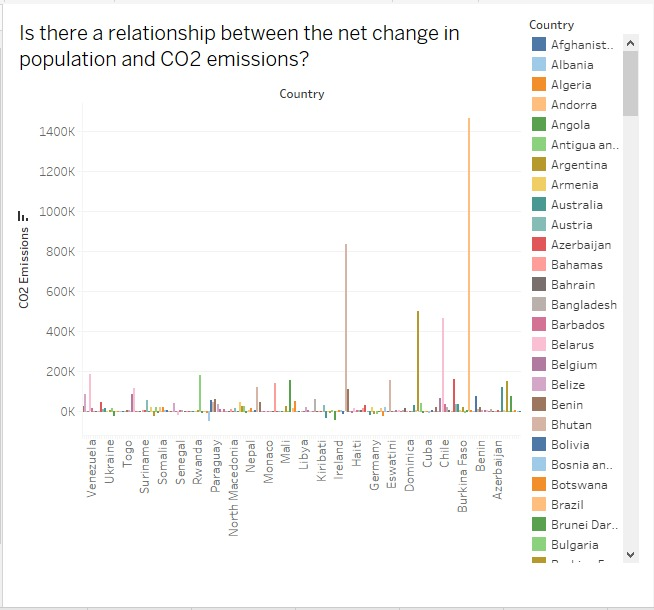 Is there a relationship between the net change in
population and CO2 emissions?
Country
CO2 Emissions
1400K
1200K
1000K
800K
600K
400K
200K
0K
Venezuela
Ukraine
Togo
Suriname
Somalia
Senegal
Rwanda
Paraguay
North Macedonia
Nepal
Monaco
Mali
Libya
Kiribati
Ireland
Haiti
Germany
Eswatini
Dominica
Cuba
Chile
Burkina Faso
Benin
Azerbaijan
Country
Afghanist..
Albania
Algeria
Andorra
Angola
Antigua an..
Argentina
Armenia
Australia
Austria
Azerbaijan
Bahamas
Bahrain
Bangladesh
Barbados
Belarus
Belgium
Belize
Benin
Bhutan
Bolivia
Bosnia an..
Botswana
Brazil
Brunei Dar..
Bulgaria